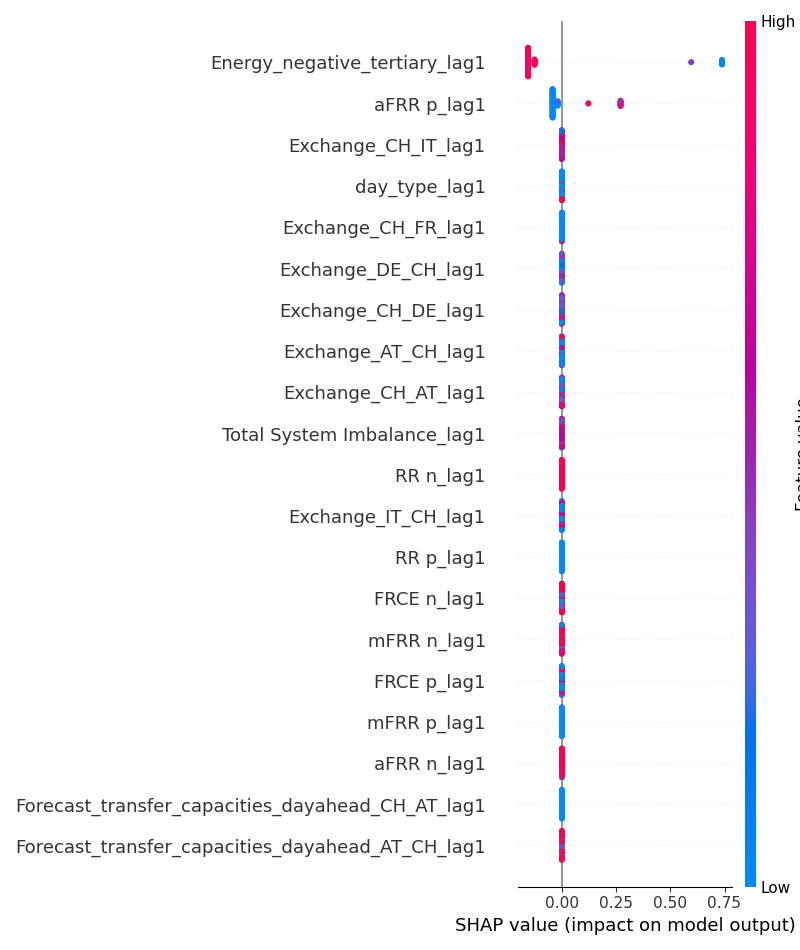 High
Energy_negative_tertiary_lag1
aFRR p_lag1
Exchange_CH_IT_lag1
day_type_lag1
Exchange_CH_FR_lag1
Exchange_DE_CH_lag1
Exchange_CH_DE_lag1
Exchange_AT_CH_lag1
Exchange_CH_AT_lag1
Total System Imbalance_lag1
RR n_lag1
Exchange_IT_CH_lag1
RR p_lag1
FRCE n_lag1
mFRR n_lag1
FRCE p_lag1
mFRR p_lag1
aFRR n_lag1
Forecast_transfer_capacities_dayahead_CH_AT_lag1
Forecast_transfer_capacities_dayahead_AT_CH_lag1
Low
0.00 0.25 0.50 0.75
SHAP value (impact on model output)
Feature value